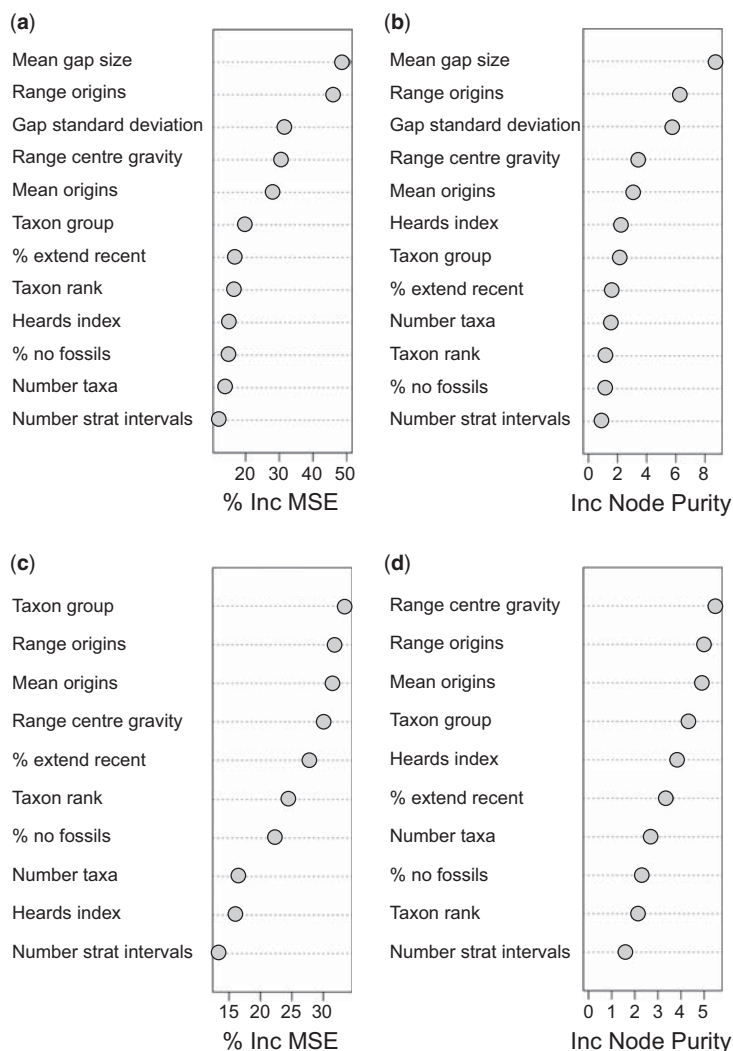 (a)
Mean gap size
Range origins
Gap standard deviation
Range centre gravity
Mean origins
Taxon group
% extend recent
Taxon rank
Heards index
% no fossils
Number taxa
Number strat intervals
20 30 40 50
% Inc MSE
(b)
Mean gap size
Range origins
Gap standard deviation
Range centre gravity
Mean origins
Heards index
Taxon group
% extend recent
Number taxa
Taxon rank
% no fossils
Number strat intervals
0 2 4 6 8
Inc Node Purity
(c)
Taxon group
Range origins
Mean origins
Range centre gravity
% extend recent
Taxon rank
% no fossils
Number taxa
Heards index
Number strat intervals
15 20 25 30
% Inc MSE
(d)
Range centre gravity
Range origins
Mean origins
Taxon group
Heards index
% extend recent
Number taxa
% no fossils
Taxon rank
Number strat intervals
0 1 2 3 4 5
Inc Node Purity